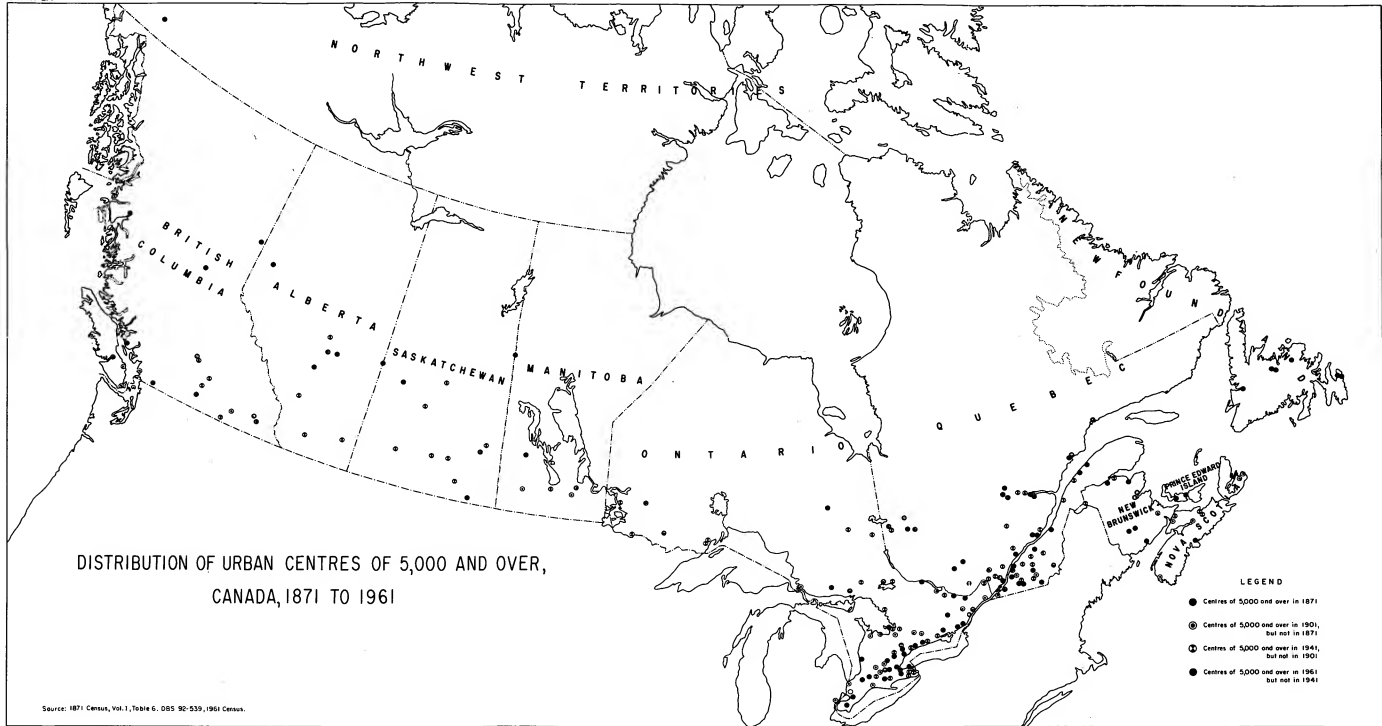 NORTHWEST TERRITORIES
BRITISH
COLUMBIA
ALBERTA
SASKATCHEWAN
MANITOBA
ONTARIO
QUEBEC
NEWFOUNDLAND
PRINCE EDWARD
ISLAND
NEW
BRUNSWICK
NOVA SCOTIA
DISTRIBUTION OF URBAN CENTRES OF 5,000 AND OVER,
CANADA, 1871 TO 1961
LEGEND
Centres of 5,000 and over in 1871
Centres of 5,000 and over in 1901,
but not in 1871
Centres of 5,000 and over in 1941,
but not in 1901
Centres of 5,000 and over in 1961
but not in 1941
Source: 1871 Census, Vol. 1, Table 6. DBS 92-539, 1961 Census.